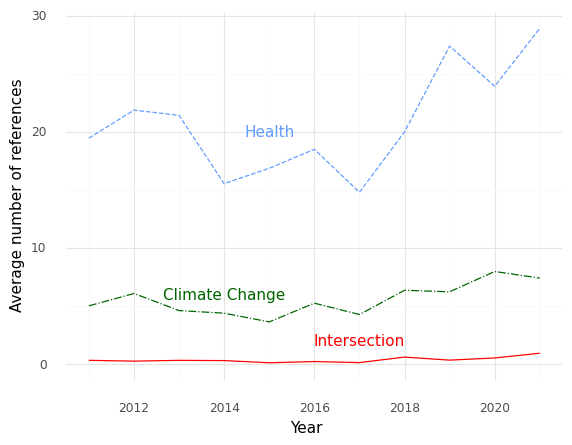 30
20
10
0
Average number of references
Health
Climate Change
Intersection
2012 2014 2016 2018 2020
Year